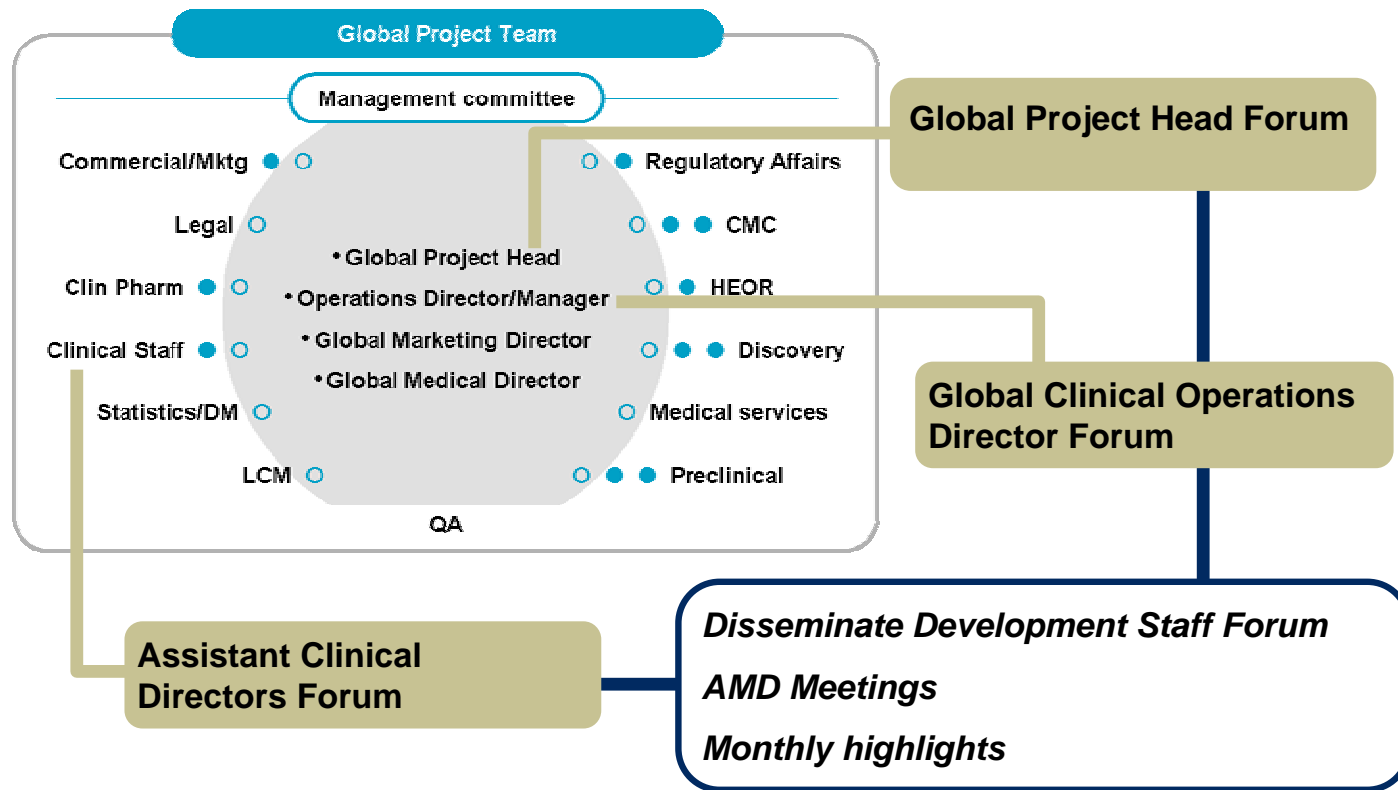 Global Project Team
Management committee
Commercial/Mktg
Legal
Clin Pharm
Clinical Staff
Statistics/DM
LCM
•Global Project Head
•Operations Director/Manager
•Global Marketing Director
•Global Medical Director
Regulatory Affairs
CMC
HEOR
Discovery
Medical services
Preclinical
QA
Global Project Head Forum
Global Clinical Operations
Director Forum
Assistant Clinical
Directors Forum
Disseminate Development Staff Forum
AMD Meetings
Monthly highlights